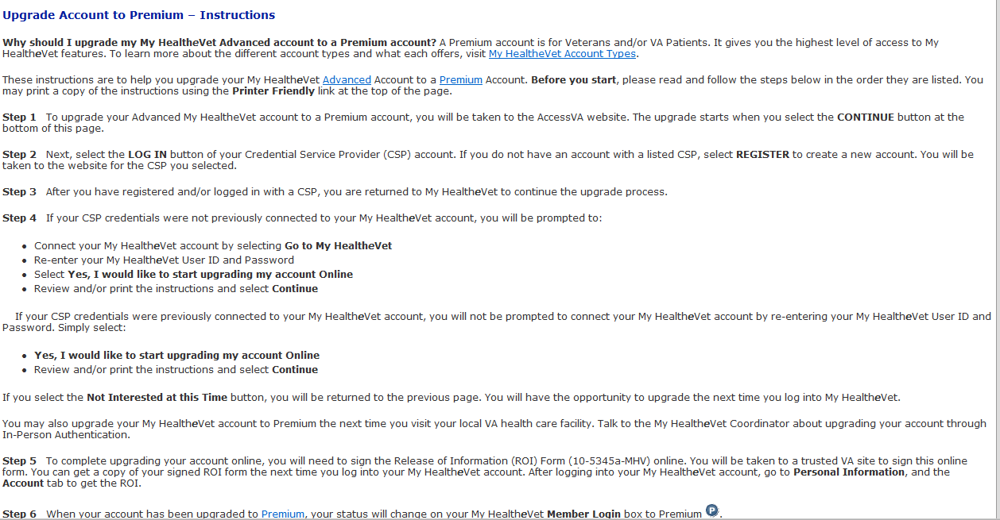 Upgrade Account to Premium – Instructions
Why should I upgrade my My HealtheVet Advanced account to a Premium account? A Premium account is for Veterans and/or VA Patients. It gives you the highest level of access to My
HealtheVet features. To learn more about the different account types and what each offers, visit My HealtheVet Account Types.
These instructions are to help you upgrade your My HealtheVet Advanced Account to a Premium Account. Before you start, please read and follow the steps below in the order they are listed. You
may print a copy of the instructions using the Printer Friendly link at the top of the page.
Step 1 To upgrade your Advanced My HealtheVet account to a Premium account, you will be taken to the AccessVA website. The upgrade starts when you select the CONTINUE button at the
bottom of this page.
Step 2 Next, select the LOG IN button of your Credential Service Provider (CSP) account. If you do not have an account with a listed CSP, select REGISTER to create a new account. You will be
taken to the website for the CSP you selected.
Step 3 After you have registered and/or logged in with a CSP, you are returned to My HealtheVet to continue the upgrade process.
Step 4 If your CSP credentials were not previously connected to your My HealtheVet account, you will be prompted to:
• Connect your My HealtheVet account by selecting Go to My HealtheVet
• Re-enter your My HealtheVet User ID and Password
• Select Yes, I would like to start upgrading my account Online
• Review and/or print the instructions and select Continue
If your CSP credentials were previously connected to your My HealtheVet account, you will not be prompted to connect your My HealtheVet account by re-entering your My HealtheVet User ID and
Password. Simply select:
• Yes, I would like to start upgrading my account Online
• Review and/or print the instructions and select Continue
If you select the Not Interested at this Time button, you will be returned to the previous page. You will have the opportunity to upgrade the next time you log into My HealtheVet.
You may also upgrade your My HealtheVet account to Premium the next time you visit your local VA health care facility. Talk to the My HealtheVet Coordinator about upgrading your account through
In-Person Authentication.
Step 5 To complete upgrading your account online, you will need to sign the Release of Information (ROI) Form (10-5345a-MHV) online. You will be taken to a trusted VA site to sign this online
form. You can get a copy of your signed ROI form the next time you log into your My HealtheVet account. After logging into your My HealtheVet account, go to Personal Information, and the
Account tab to get the ROI.
Step 6 When your account has been upgraded to Premium, your status will change on your My HealtheVet Member Login box to Premium P.